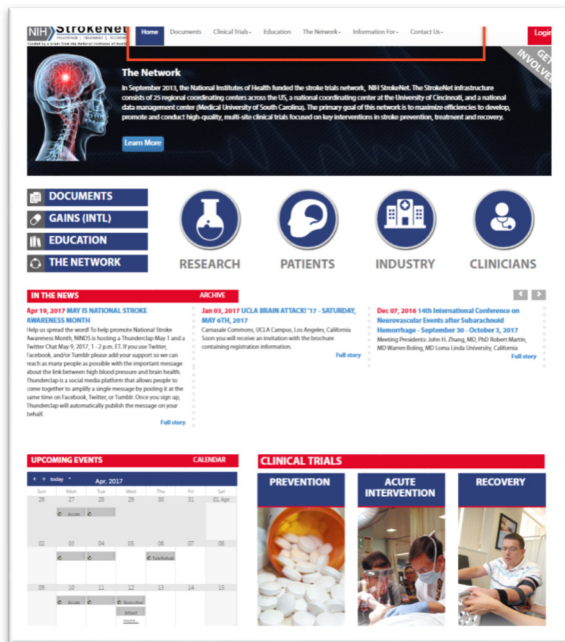 NIH StrokeNet
PREVENTION | TREATMENT | RECOVERY
Funded by a Grant from the National Institutes of Health
Home Documents Clinical Trials Education The Network Information For Contact Us
Login
GET INVOLVED
The Network
In September 2013, the National Institutes of Health funded the stroke trials network, NIH StrokeNet. The StrokeNet infrastructure
consists of 25 regional coordinating centers across the US, a national coordinating center at the University of Cincinnati, and a national
data management center (Medical University of South Carolina). The primary goal of this network is to maximize efficiencies to develop,
promote and conduct high-quality, multi-site clinical trials focused on key interventions in stroke prevention, treatment and recovery.
Learn More
DOCUMENTS
GAINS (INTL)
EDUCATION
THE NETWORK
RESEARCH
PATIENTS
INDUSTRY
CLINICIANS
IN THE NEWS
ARCHIVE
Apr 19, 2017 MAY IS NATIONAL STROKE
AWARENESS MONTH
Help us spread the word! To help promote National Stroke
Awareness Month, NINDS is hosting a Thunderclap May 1 and a
Twitter Chat May 9, 2017, 1 - 2 p.m. ET. If you use Twitter,
Facebook, and/or Tumblr please add your support so we can
reach as many people as possible with the important message
about the link between high blood pressure and brain health.
Thunderclap is a social media platform that allows people to
come together to amplify a single message by posting it at the
same time on Facebook, Twitter, or Tumblr. Once you sign up,
Thunderclap will automatically publish the message on your
behalf.
Full story
Jan 03, 2017 UCLA BRAIN ATTACK! '17 - SATURDAY,
MAY 6TH, 2017
Carnesale Commons, UCLA Campus, Los Angeles, California
Soon you will receive an invitation with the brochure
containing registration information.
Full story
Dec 07, 2016 14th International Conference on
Neurovascular Events after Subarachnoid
Hemorrhage - September 30 - October 3, 2017
Meeting Presidents: John H. Zhang, MD, PhD Robert Martin,
MD Warren Boling, MD Loma Linda University, California
Full story
UPCOMING EVENTS
CALENDAR
today
Apr, 2017
Sun Mon Tue Wed Thu Fri Sat
26 27 28 29 30 31 01 Apr
Acute
02 03 04 05 06 07 08
09 10 11 12 13 14 15
Acute
CLINICAL TRIALS
PREVENTION
ACUTE
INTERVENTION
RECOVERY